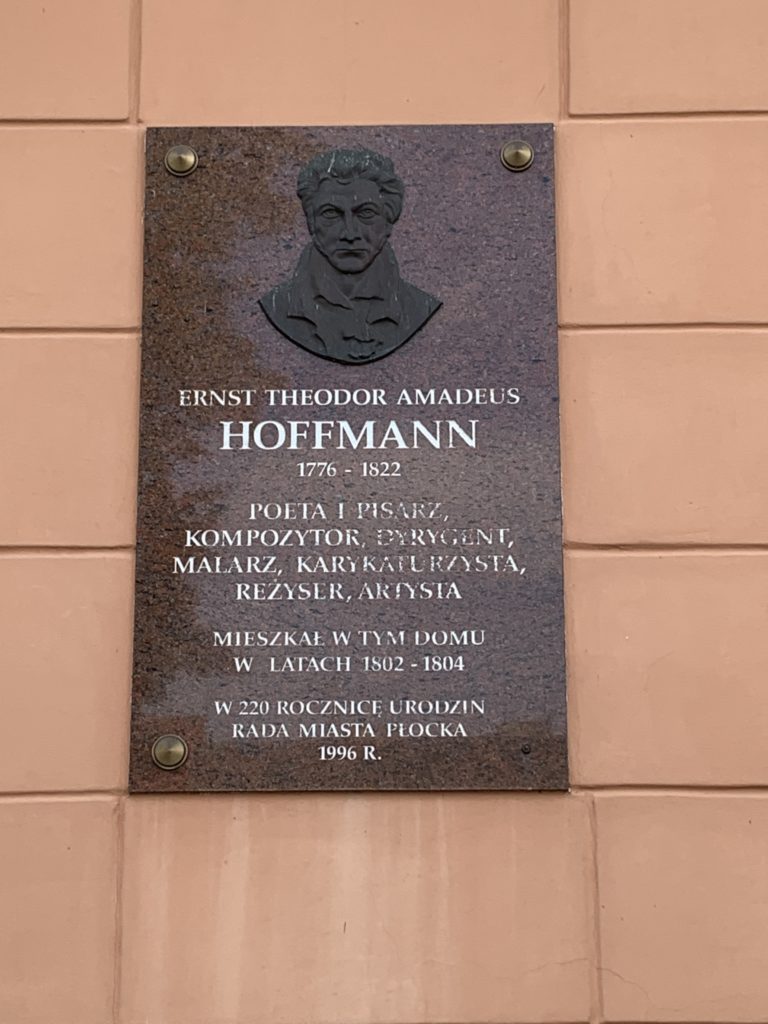 ERNST THEODOR AMADEUS
HOFFMANN
1776 - 1822
POETA I PISARZ,
KOMPOZYTOR, DYRYGENT,
MALARZ, KARYKATURZYSTA,
REŻYSER, ARTYSTA
MIESZKAŁ W TYM DOMU
W LATACH 1802 - 1804
W 220 ROCZNICĘ URODZIN
RADA MIASTA PŁOCKA
1996 R.